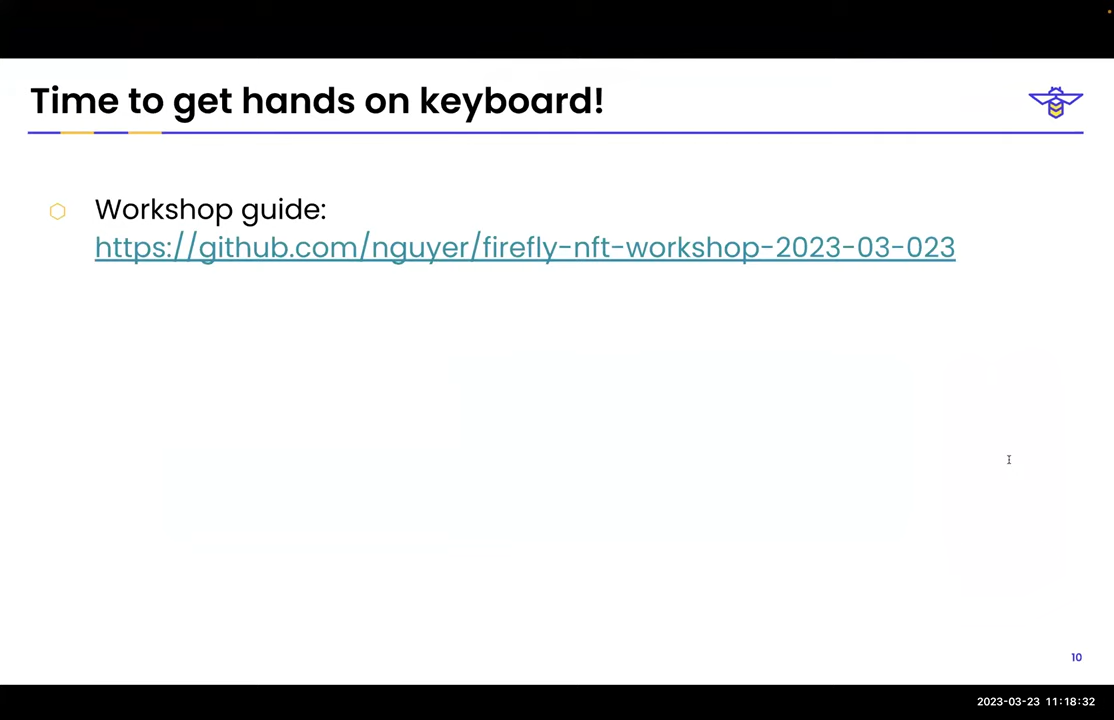 Time to get hands on keyboard!
Workshop guide:
https://github.com/nguyer/firefly-nft-workshop-2023-03-023
10
2023-03-23 11:18:32